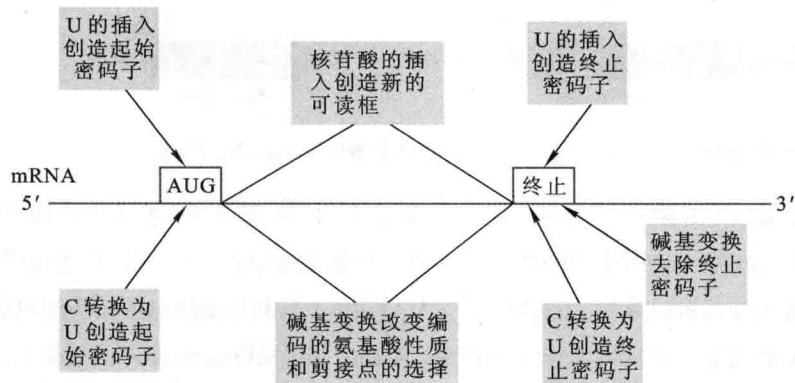 U的插入
创造起始
密码子
核苷酸的插
入创造新的
可读框
U的插入
创造终止
密码子
mRNA
5′
AUG
终止
3′
C转换为
U创造起
始密码子
碱基变换改变编
码的氨基酸性质
和剪接点的选择
C转换为
U创造终
止密码子
碱基变换
去除终止
密码子